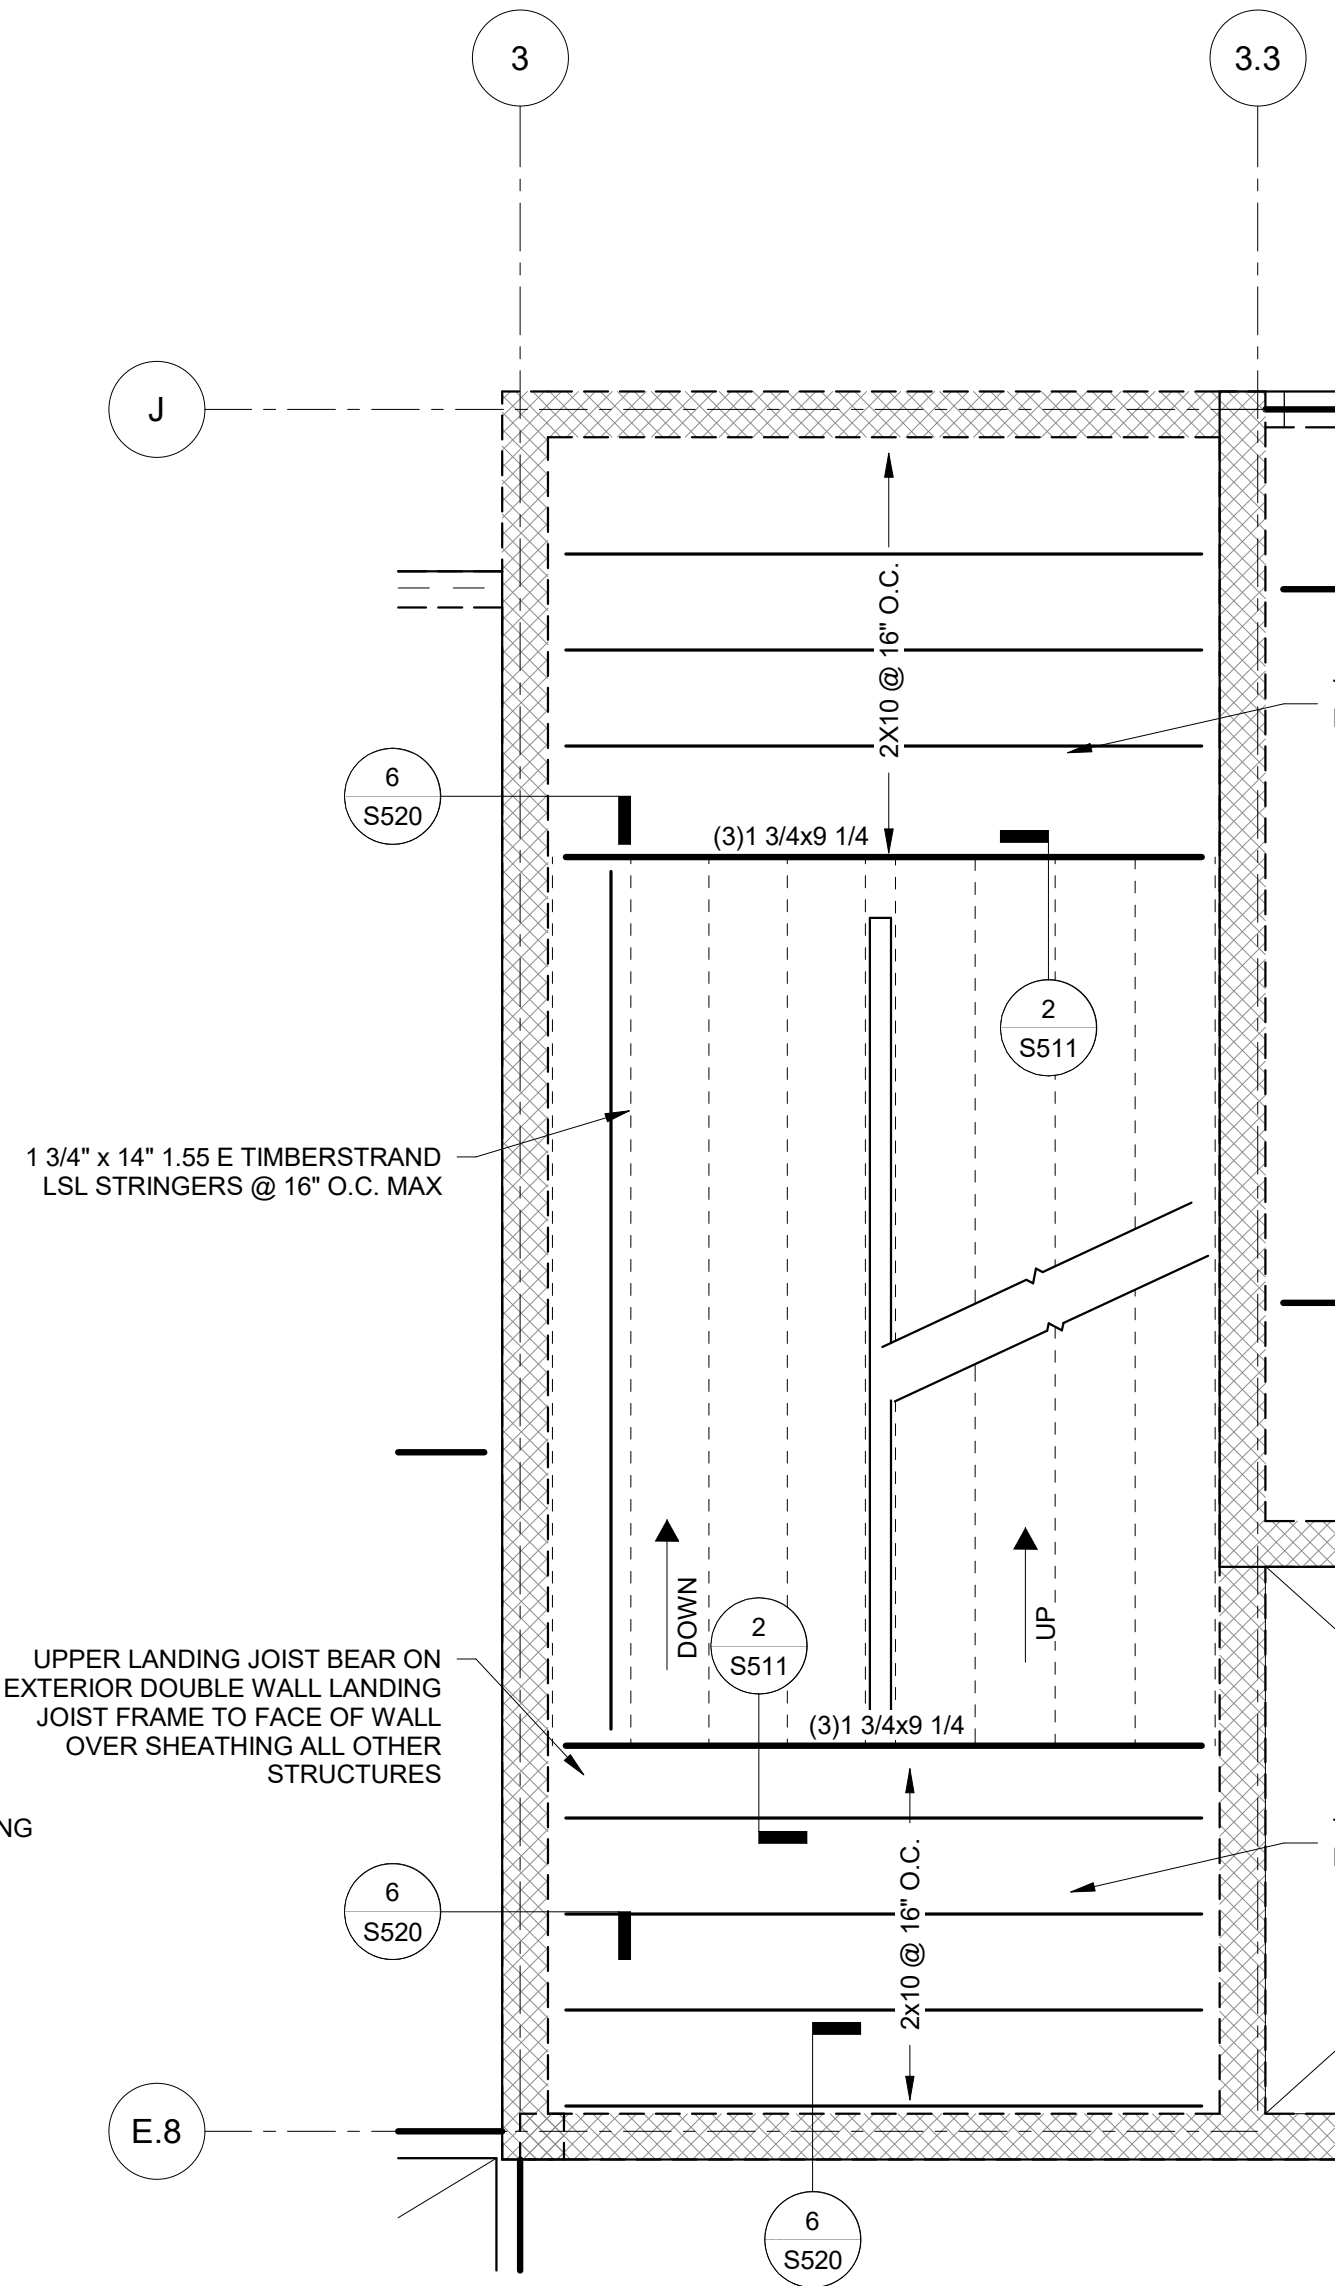 3
3.3
J
2X10 @ 16" O.C.
6
S520
(3)1 3/4x9 1/4
2
S511
1 3/4" x 14" 1.55 E TIMBERSTRAND
LSL STRINGERS @ 16" O.C. MAX
DOWN
UP
2
S511
UPPER LANDING JOIST BEAR ON
EXTERIOR DOUBLE WALL LANDING
JOIST FRAME TO FACE OF WALL
OVER SHEATHING ALL OTHER
STRUCTURES
(3)1 3/4x9 1/4
NG
6
S520
2x10 @ 16" O.C.
E.8
6
S520